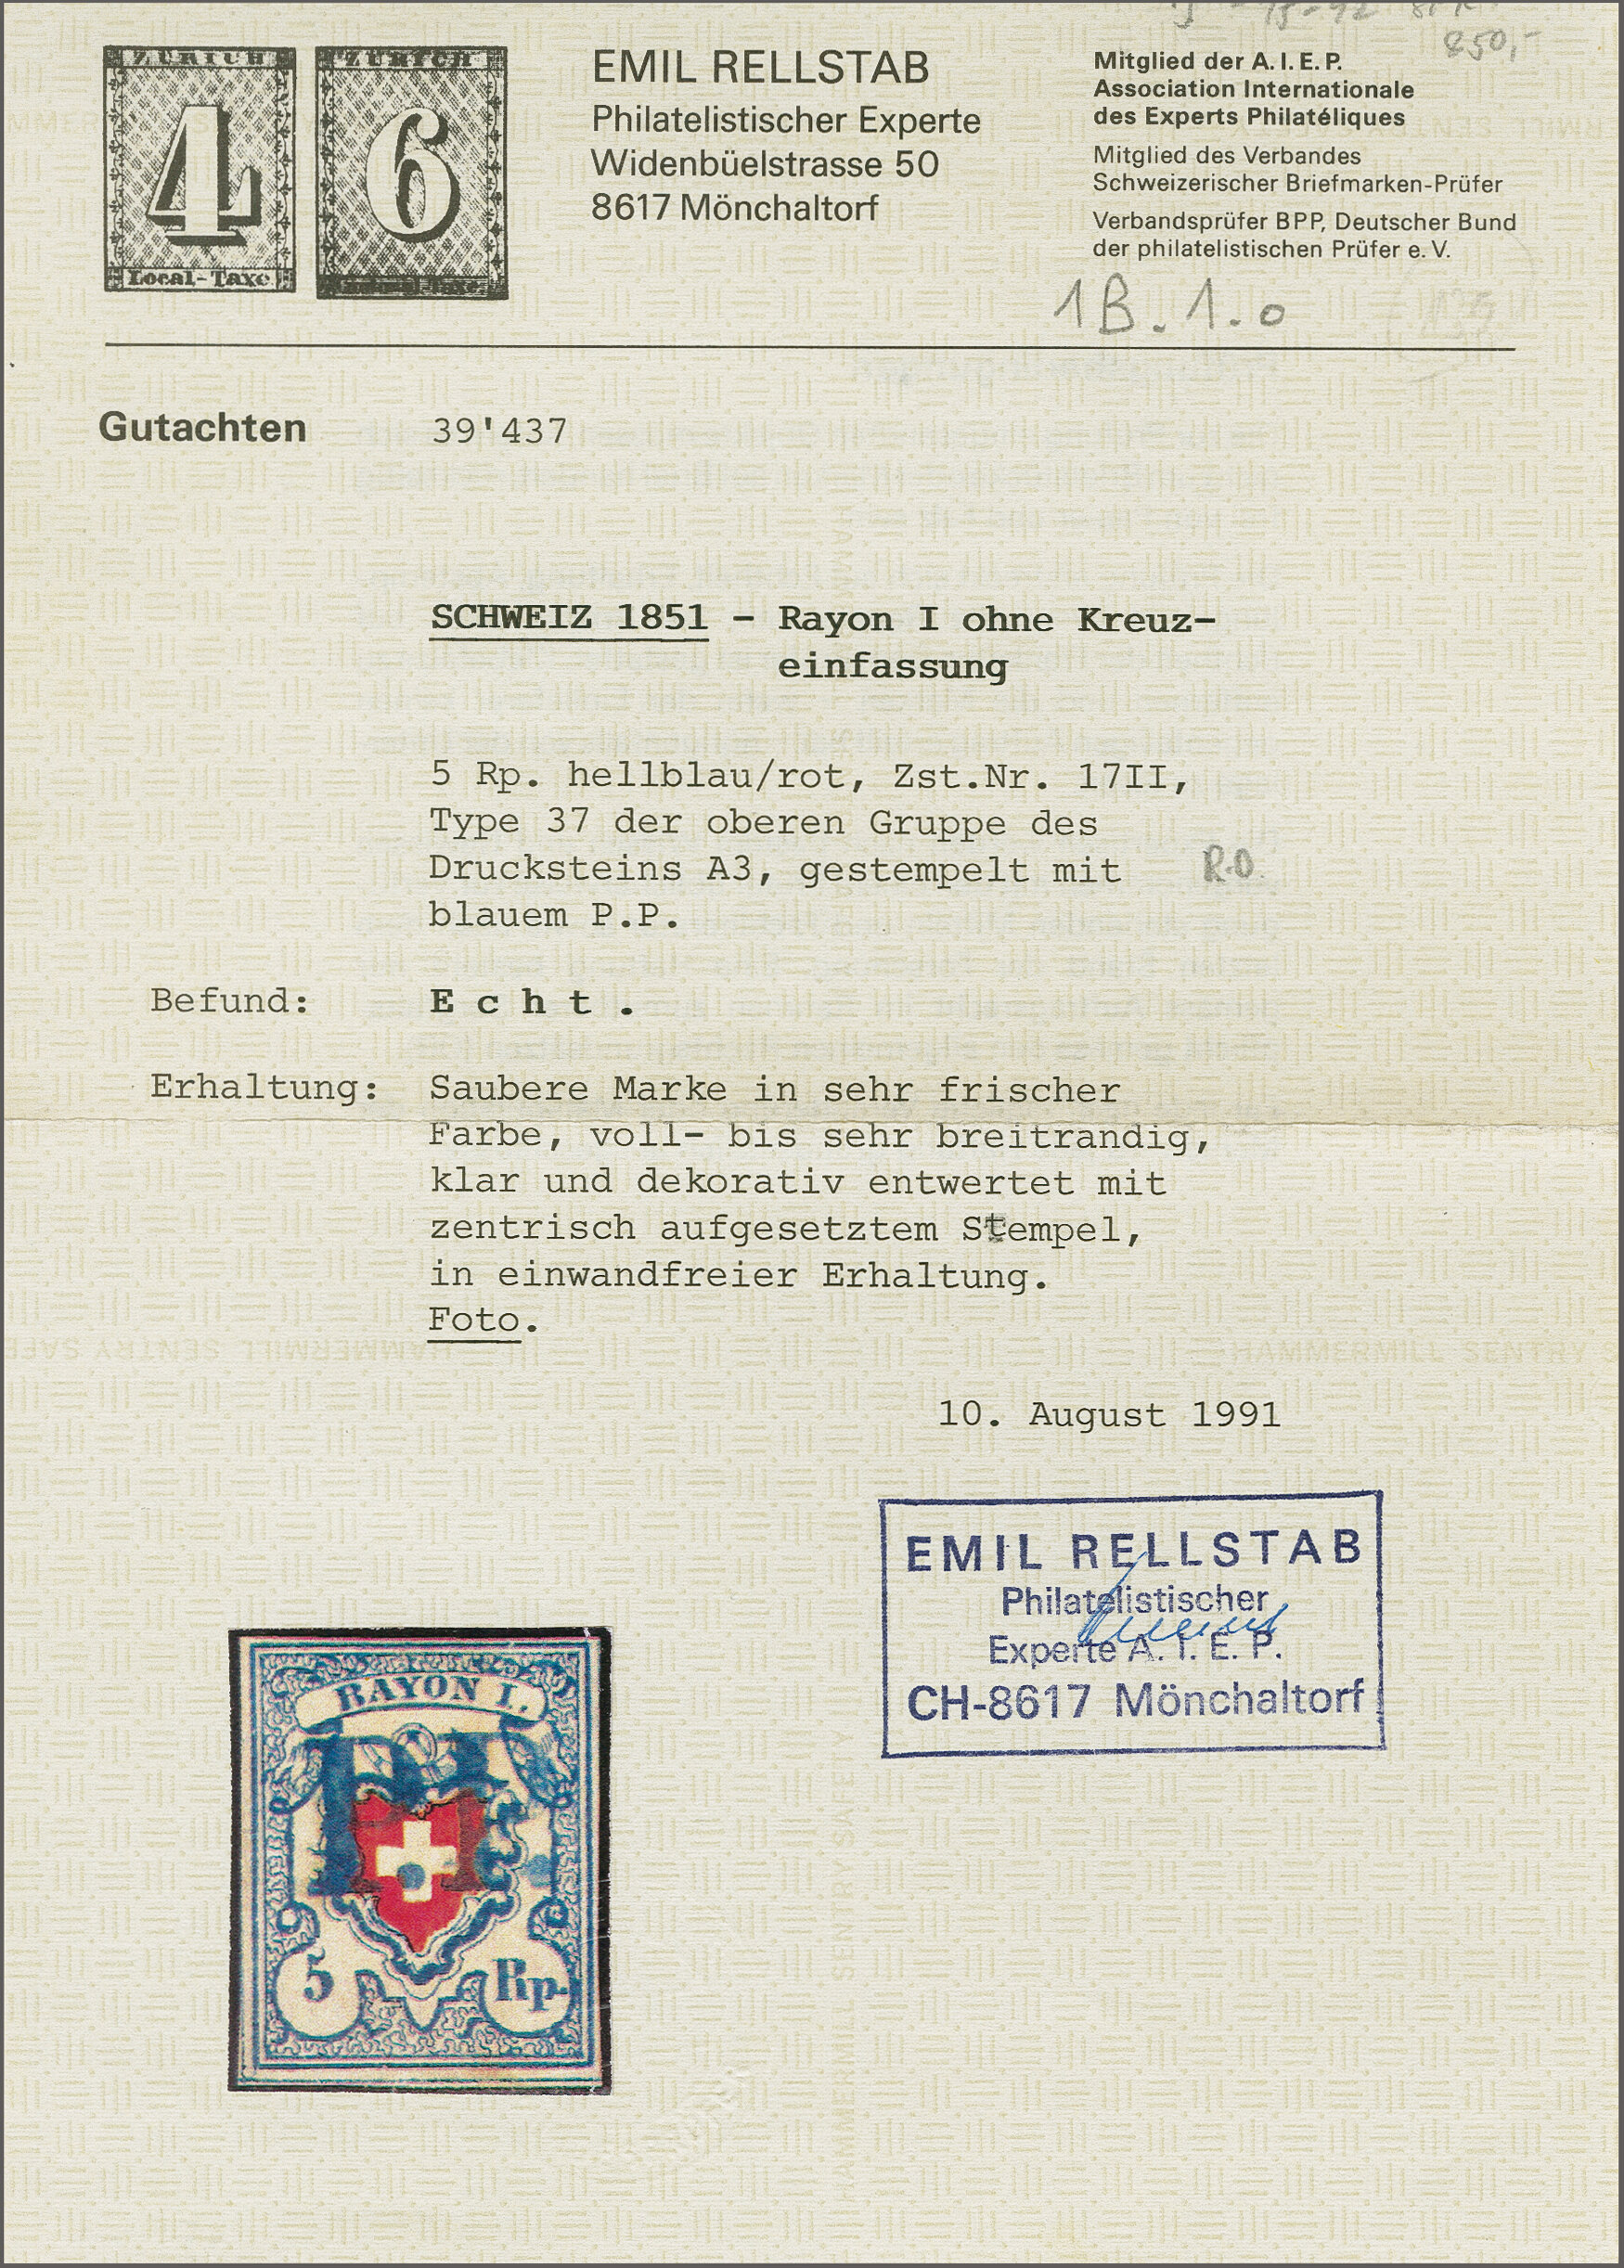 850,-
ZÜRICH
4
Local-Taxe
ZÜRICH
6
EMIL RELLSTAB
Philatelistischer Experte
Widenbüelstrasse 50
8617 Mönchaltorf
Mitglied der A.I.E.P.
Association Internationale
des Experts Philatéliques
Mitglied des Verbandes
Schweizerischer Briefmarken-Prüfer
Verbandsprüfer BPP, Deutscher Bund
der philatelistischen Prüfer e.V.
1B.1.o
Gutachten 39'437
SCHWEIZ 1851 - Rayon I ohne Kreuz-
einfassung
5 Rp. hellblau/rot, Zst.Nr. 17II,
Type 37 der oberen Gruppe des
Drucksteins A3, gestempelt mit
R.O.
blauem P.P.
Befund: E c h t .
Erhaltung: Saubere Marke in sehr frischer
Farbe, voll- bis sehr breitrandig,
klar und dekorativ entwertet mit
zentrisch aufgesetztem Stempel,
in einwandfreier Erhaltung.
Foto.
HAMMERMILL SENTRY SAFE
HAMMERMILL SENTRY S
10. August 1991
EMIL RELLSTAB
Philatelistischer
Experte A. I. E. P.
CH-8617 Mönchaltorf
RAYON I.
P.P.
5 Rp.